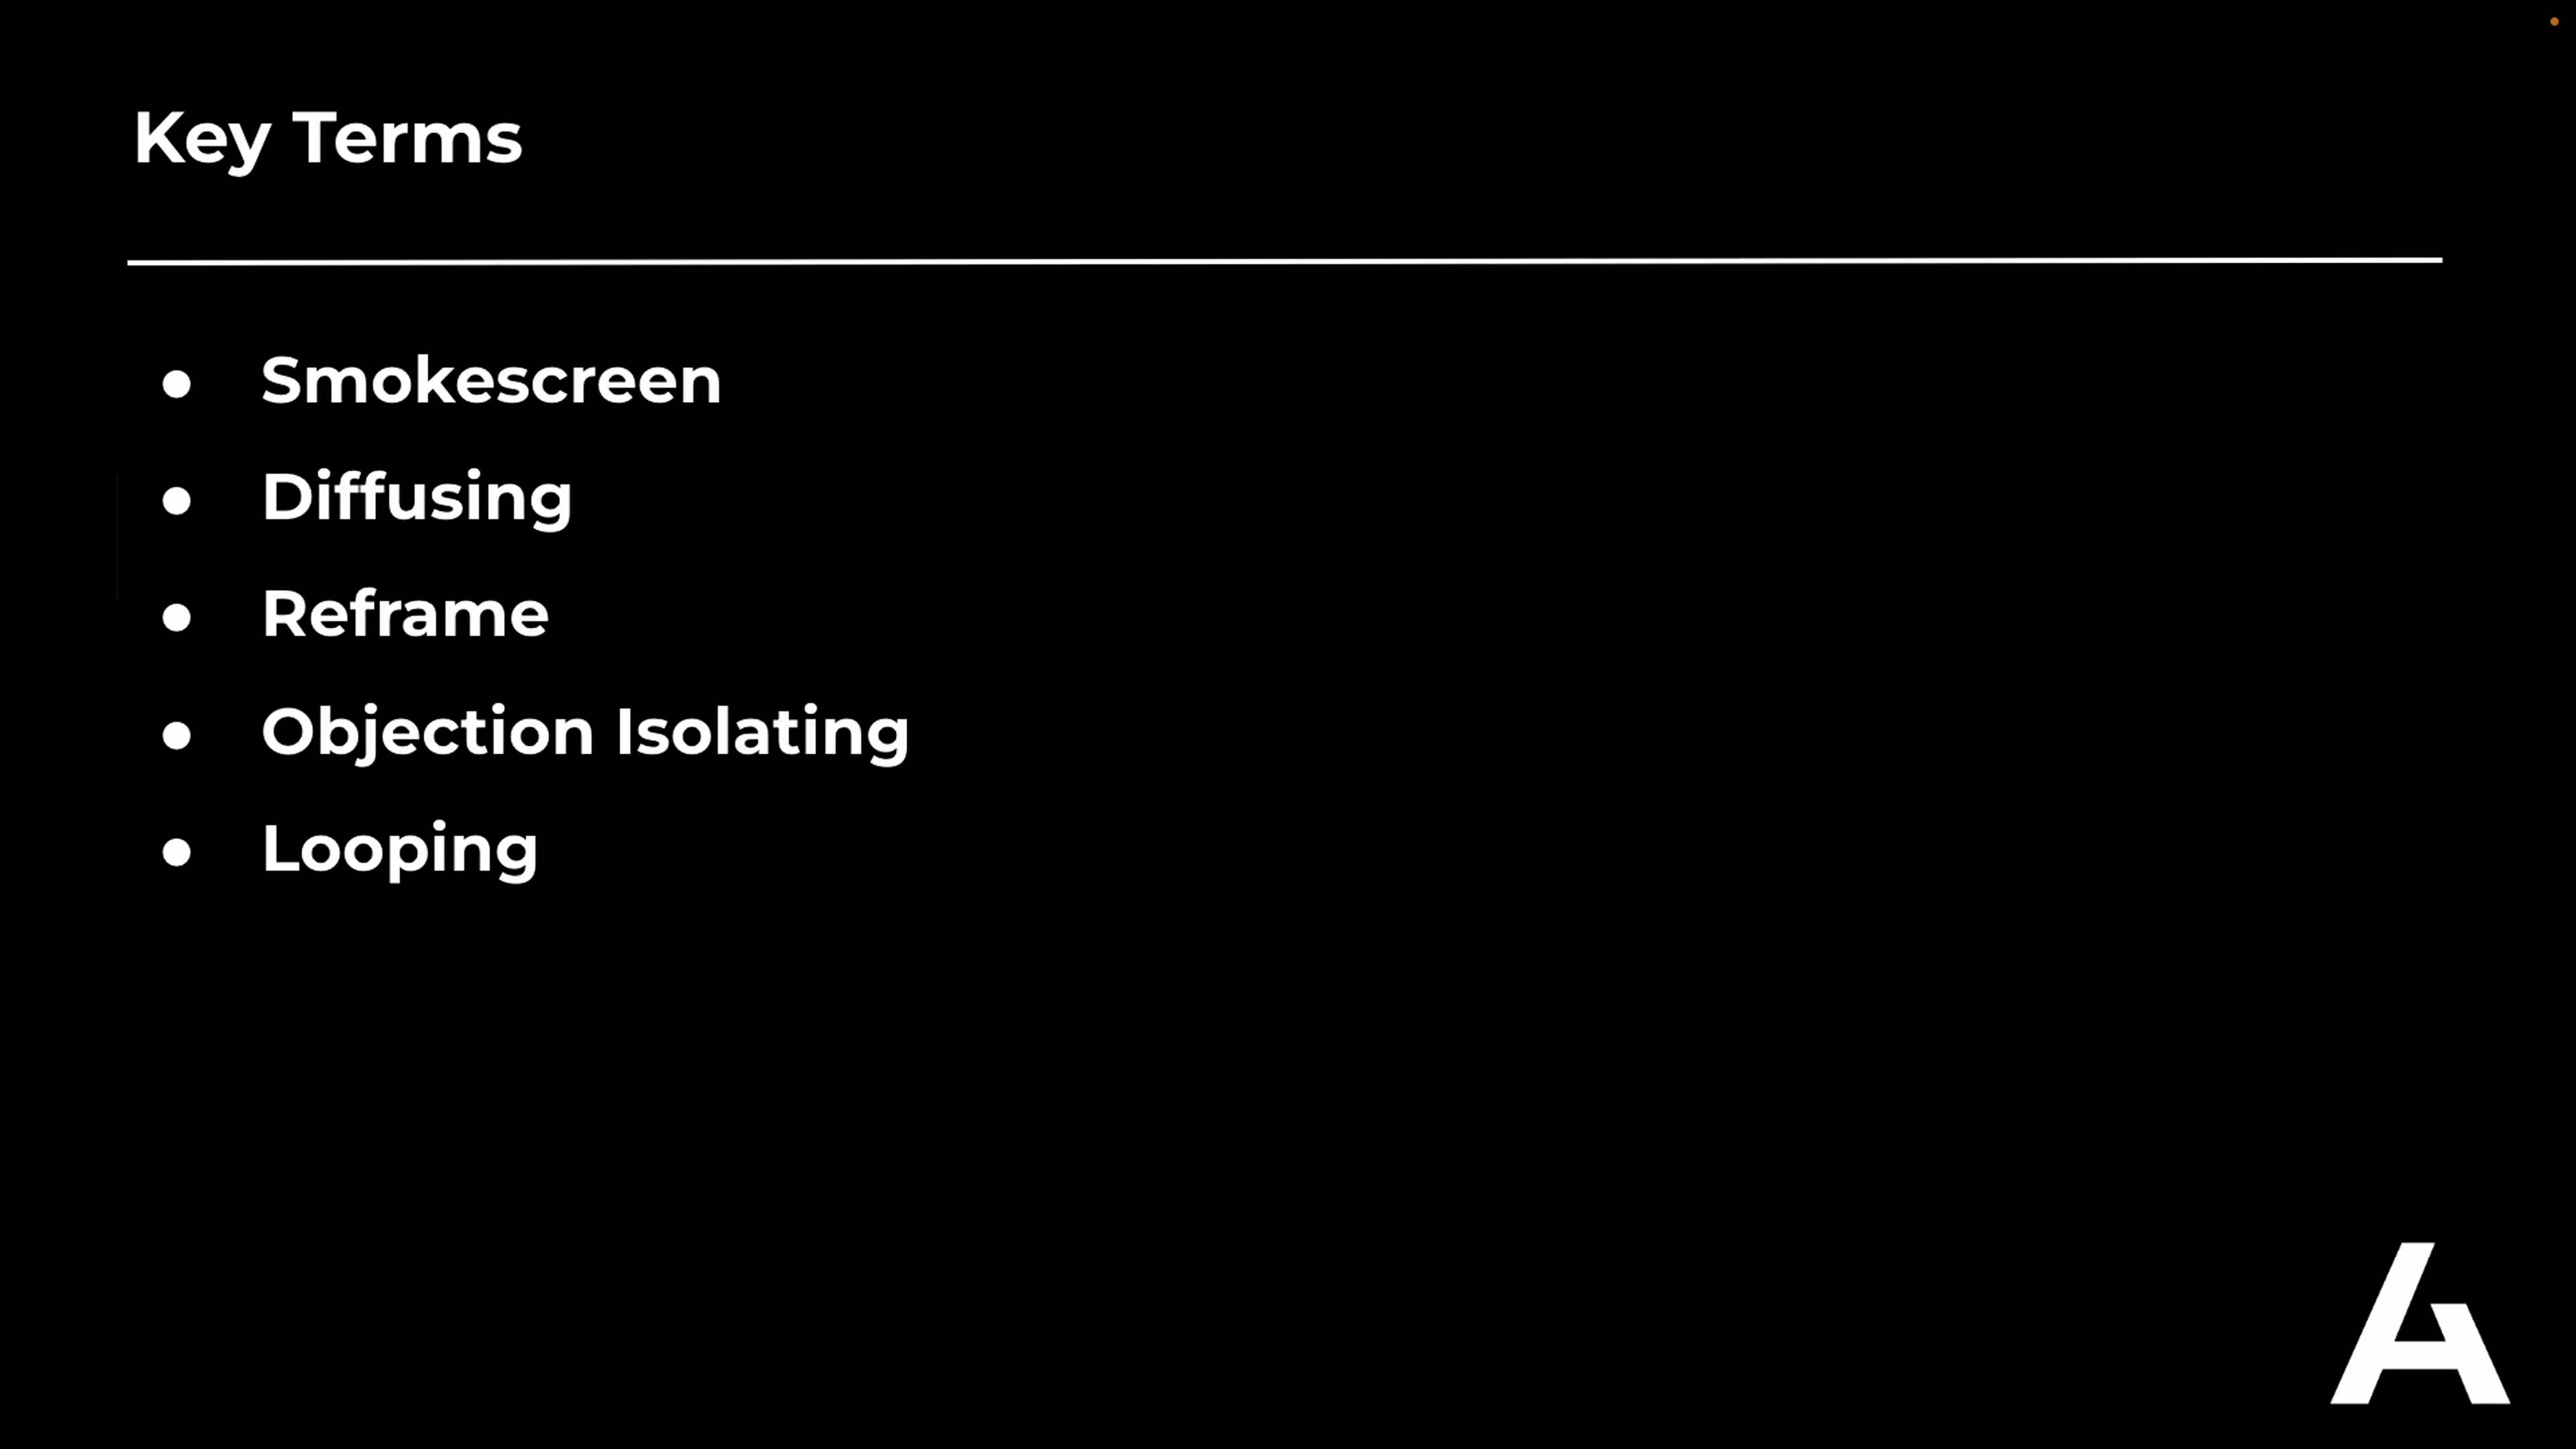 Key Terms
● Smokescreen
● Diffusing
● Reframe
● Objection Isolating
● Looping